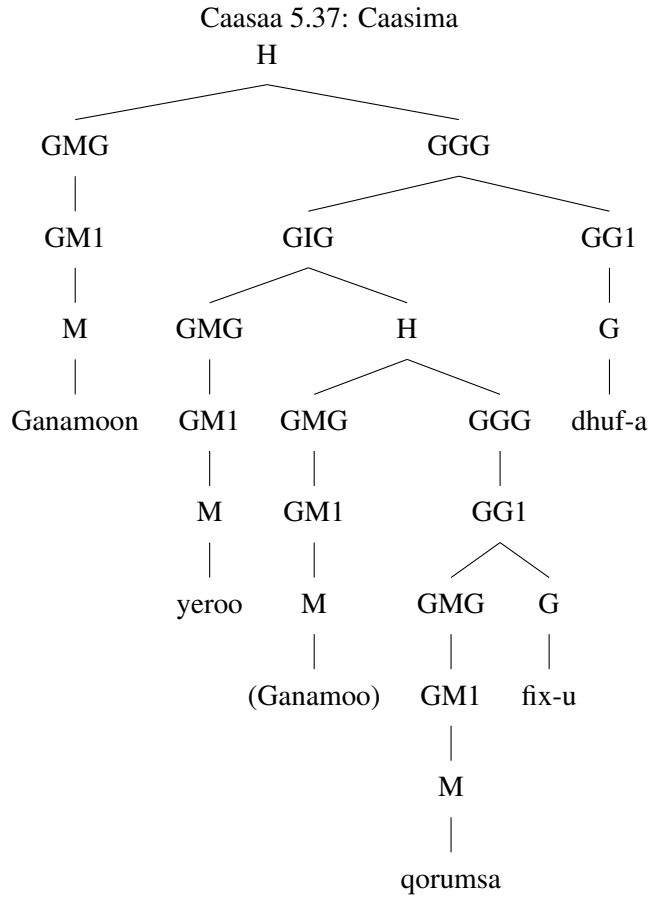 Caasaa 5.37: Caasima
H
GMG GGG
GM1 GIG GG1
M GMG H G
Ganamoon GM1 GMG GGG dhuf-a
M GM1 GG1
yeroo M GMG G
(Ganamoo) GM1 fix-u
M
qorumsa